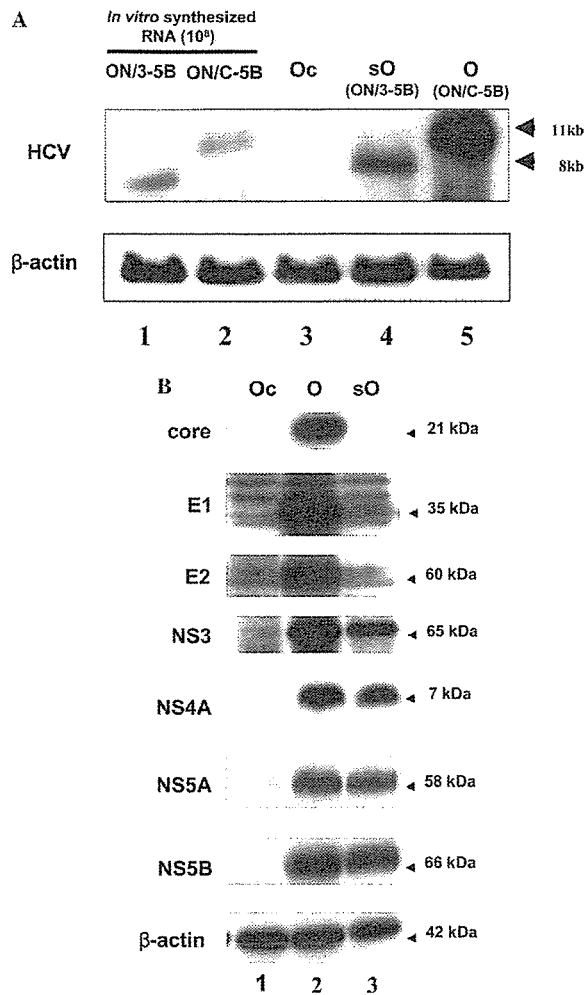 A
In vitro synthesized
RNA (10⁸)
ON/3-5B ON/C-5B Oc sO O
(ON/3-5B) (ON/C-5B)
HCV
11kb
8kb
β-actin
1 2 3 4 5
B
Oc O sO
core 21 kDa
E1 35 kDa
E2 60 kDa
NS3 65 kDa
NS4A 7 kDa
NS5A 58 kDa
NS5B 66 kDa
β-actin 42 kDa
1 2 3